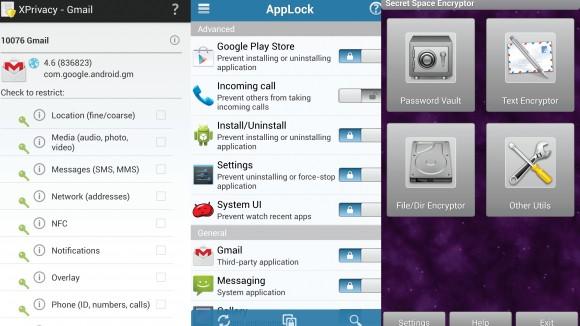 XPrivacy - Gmail
?
10076 Gmail
4.6 (836823)
com.google.android.gm
Check to restrict:
Location (fine/coarse)
Media (audio, photo,
video)
Messages (SMS, MMS)
Network (addresses)
NFC
Notifications
Overlay
Phone (ID, numbers, calls)
AppLock
?
Advanced
Google Play Store
Prevent installing or uninstalling
application
Incoming call
Prevent others from taking
incoming calls
Install/Uninstall
Prevent installing or uninstalling
application
Settings
Prevent uninstalling or force-stop
application
System UI
Prevent watch recent apps
General
Gmail
Third-party application
Messaging
System application
Gallery
Secret Space Encryptor
Password Vault
Text Encryptor
File/Dir Encryptor
Other Utils
Settings
Help
Exit